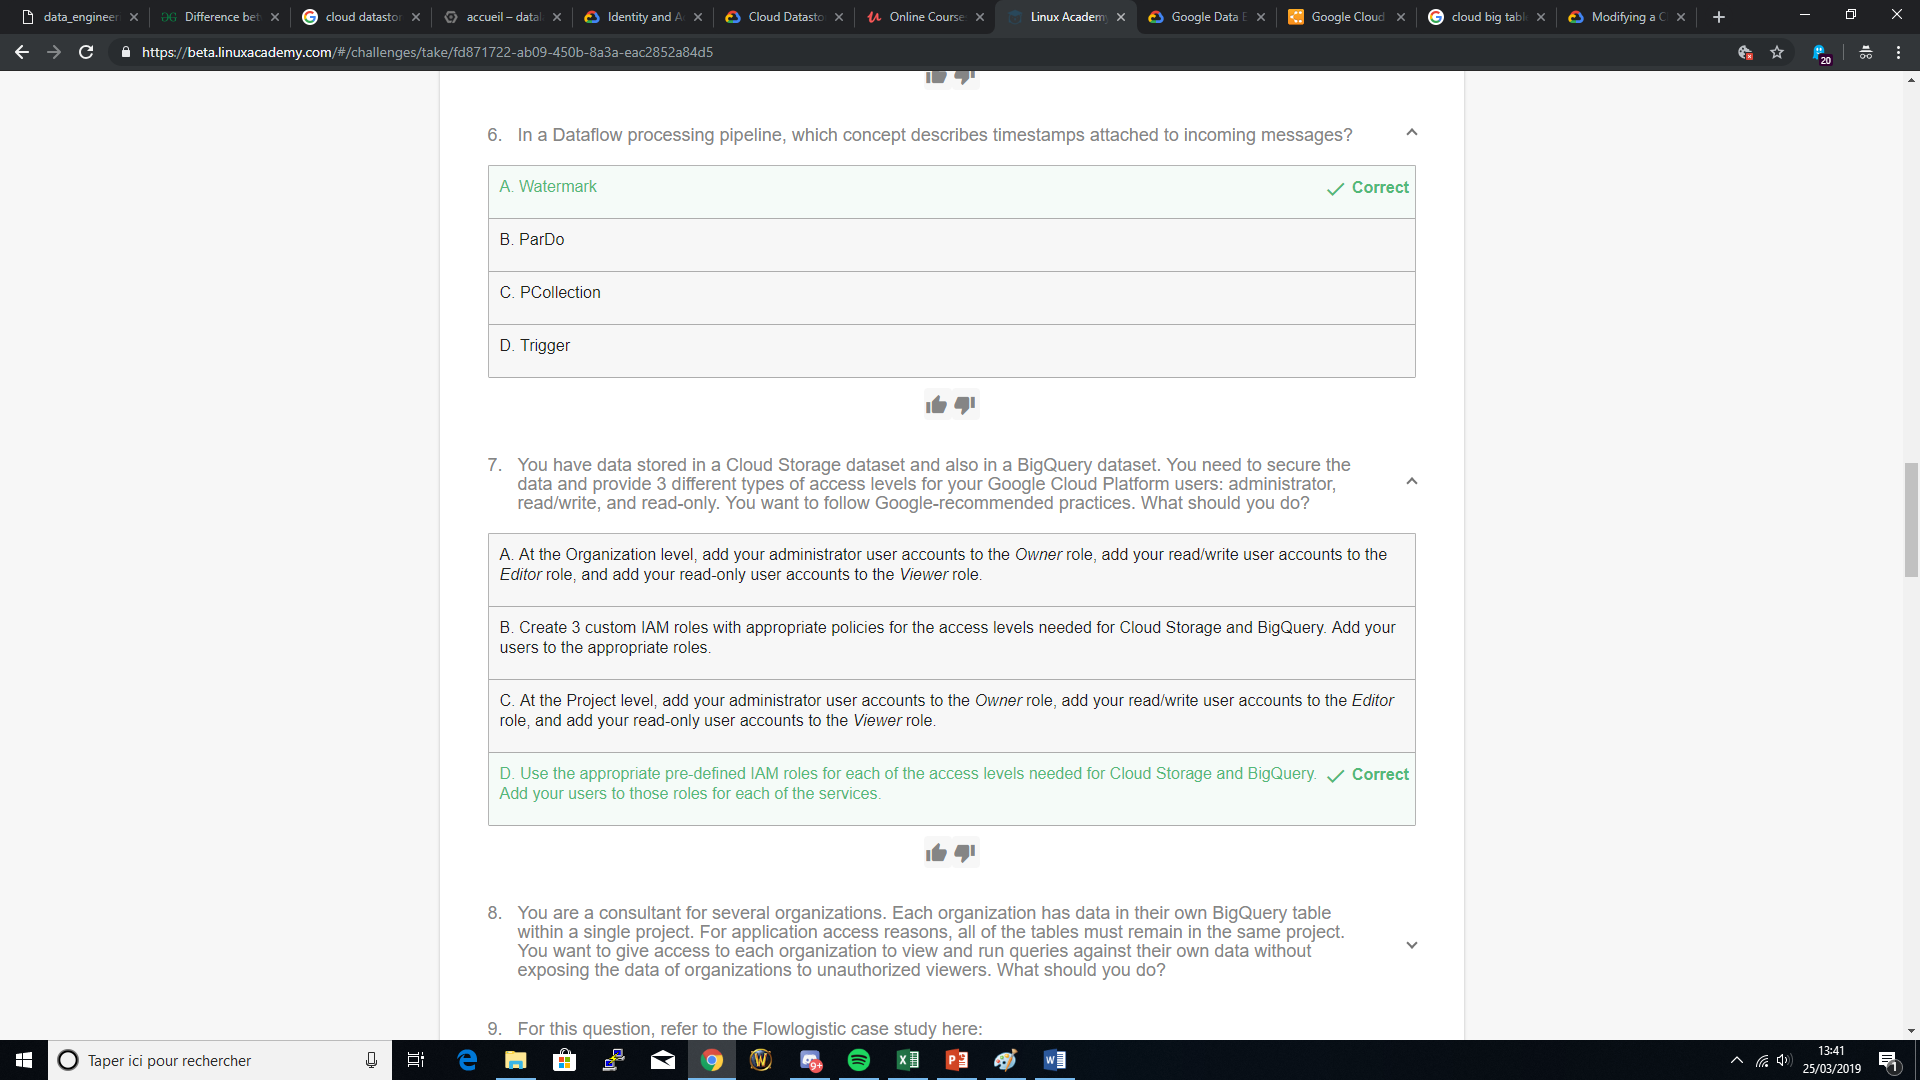 data_engineer
Difference bet
cloud datastor
accueil – datal
Identity and A
Cloud Datasto
Online Course
Linux Academy
Google Data E
Google Cloud
cloud big tabl
Modifying a C
https://beta.linuxacademy.com/#/challenges/take/fd871722-ab09-450b-8a3a-eac2852a84d5
20
6. In a Dataflow processing pipeline, which concept describes timestamps attached to incoming messages?
A. Watermark
Correct
B. ParDo
C. PCollection
D. Trigger
7. You have data stored in a Cloud Storage dataset and also in a BigQuery dataset. You need to secure the
data and provide 3 different types of access levels for your Google Cloud Platform users: administrator,
read/write, and read-only. You want to follow Google-recommended practices. What should you do?
A. At the Organization level, add your administrator user accounts to the Owner role, add your read/write user accounts to the
Editor role, and add your read-only user accounts to the Viewer role.
B. Create 3 custom IAM roles with appropriate policies for the access levels needed for Cloud Storage and BigQuery. Add your
users to the appropriate roles.
C. At the Project level, add your administrator user accounts to the Owner role, add your read/write user accounts to the Editor
role, and add your read-only user accounts to the Viewer role.
D. Use the appropriate pre-defined IAM roles for each of the access levels needed for Cloud Storage and BigQuery.
Correct
Add your users to those roles for each of the services.
8. You are a consultant for several organizations. Each organization has data in their own BigQuery table
within a single project. For application access reasons, all of the tables must remain in the same project.
You want to give access to each organization to view and run queries against their own data without
exposing the data of organizations to unauthorized viewers. What should you do?
9. For this question, refer to the Flowlogistic case study here:
Taper ici pour rechercher
9+
13:41
25/03/2019
1